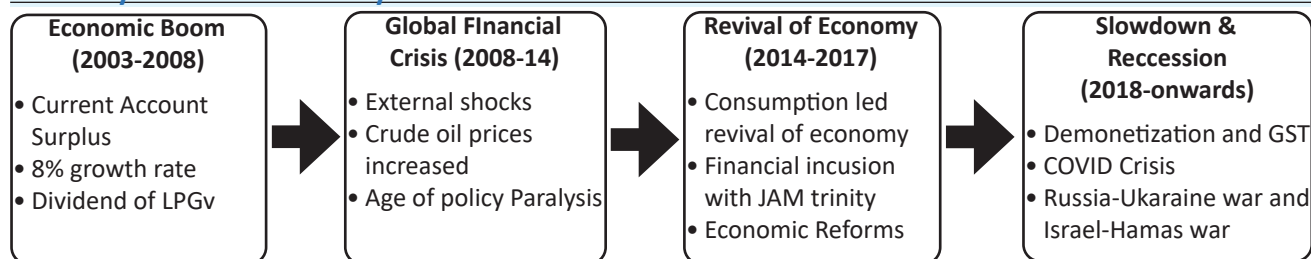 Economic Boom
(2003-2008)
• Current Account
Surplus
• 8% growth rate
• Dividend of LPGv
Global FInancial
Crisis (2008-14)
• External shocks
• Crude oil prices
increased
• Age of policy Paralysis
Revival of Economy
(2014-2017)
• Consumption led
revival of economy
• Financial incusion
with JAM trinity
• Economic Reforms
Slowdown &
Reccession
(2018-onwards)
• Demonetization and GST
• COVID Crisis
• Russia-Ukaraine war and
Israel-Hamas war